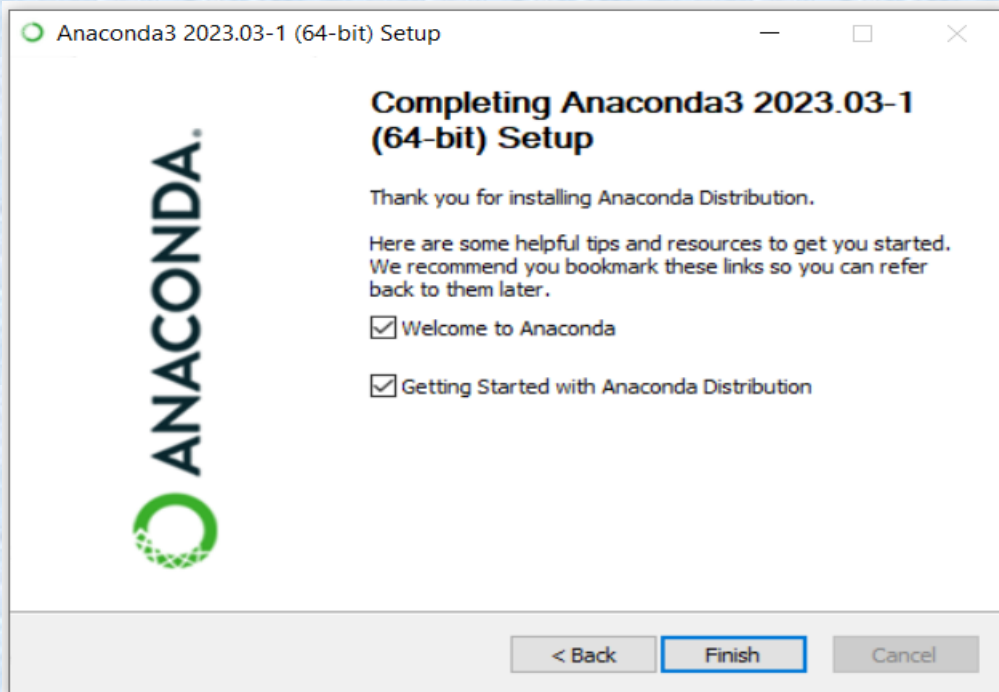 Anaconda3 2023.03-1 (64-bit) Setup
Completing Anaconda3 2023.03-1
(64-bit) Setup
ANACONDA.
Thank you for installing Anaconda Distribution.
Here are some helpful tips and resources to get you started.
We recommend you bookmark these links so you can refer
back to them later.
Welcome to Anaconda
Getting Started with Anaconda Distribution
< Back
Finish
Cancel